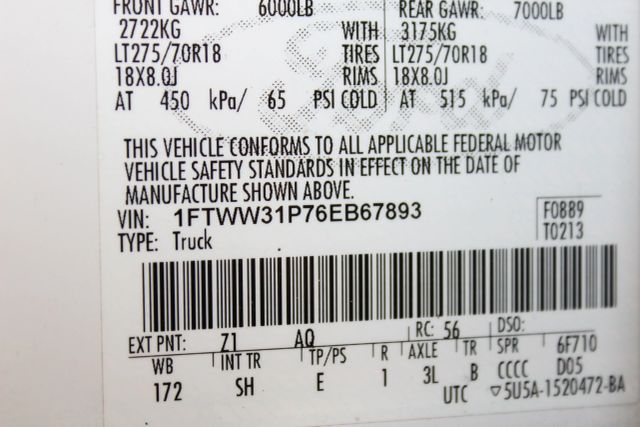 FRONT GAWR: 6000LB REAR GAWR: 7000LB
2722KG WITH 3175KG WITH
LT275/70R18 TIRES LT275/70R18 TIRES
18X8.0J RIMS 18X8.0J RIMS
AT 450 kPa/ 65 PSI COLD AT 515 kPa/ 75 PSI COLD
THIS VEHICLE CONFORMS TO ALL APPLICABLE FEDERAL MOTOR
VEHICLE SAFETY STANDARDS IN EFFECT ON THE DATE OF
MANUFACTURE SHOWN ABOVE.
VIN: 1FTWW31P76EB67893 F0889
TYPE: Truck T0213
EXT PNT: Z1 AQ RC: 56 DSO:
WB INT TR TP/PS R AXLE TR SPR 6F710
172 SH E 1 3L B CCCC D05
UTC ▽5U5A-1520472-BA